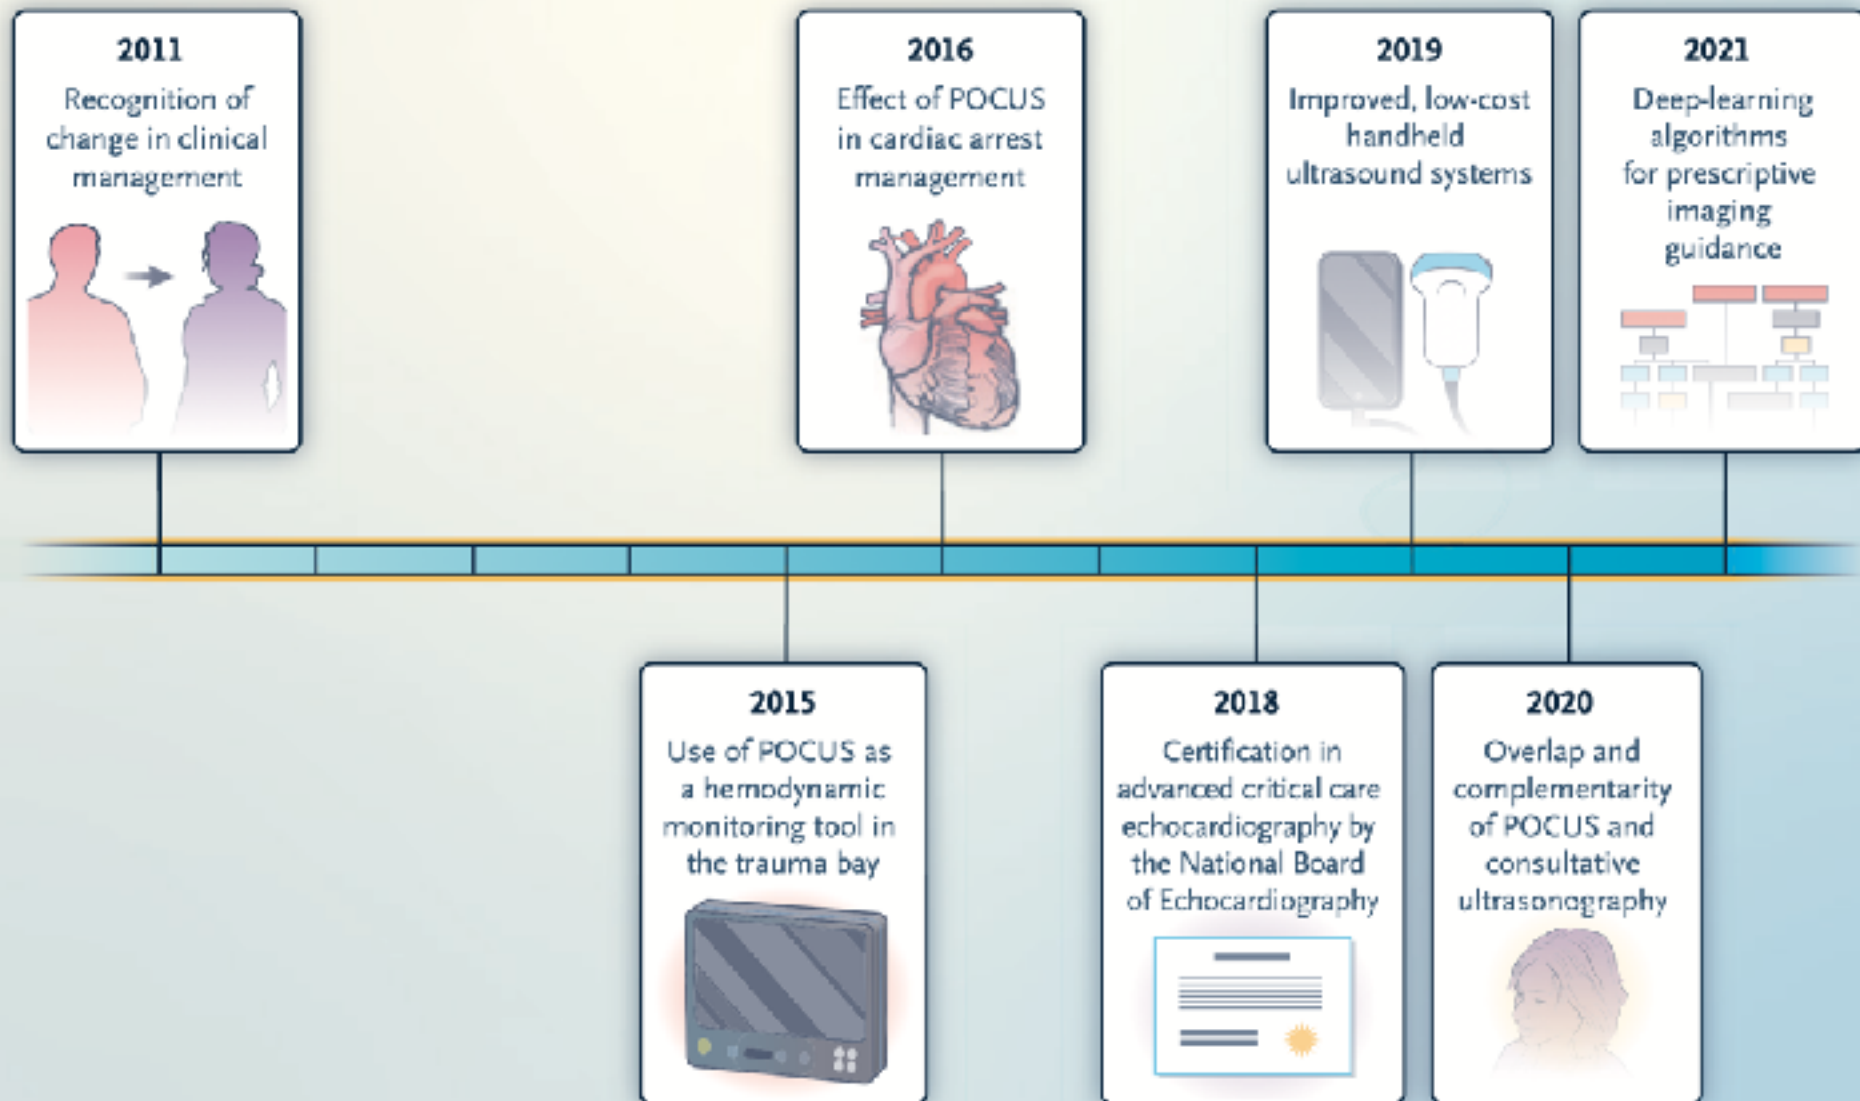 2011
Recognition of
change in clinical
management
2016
Effect of POCUS
in cardiac arrest
management
2019
Improved, low-cost
handheld
ultrasound systems
2021
Deep-learning
algorithms
for prescriptive
imaging
guidance
2015
Use of POCUS as
a hemodynamic
monitoring tool in
the trauma bay
2018
Certification in
advanced critical care
echocardiography by
the National Board
of Echocardiography
2020
Overlap and
complementarity
of POCUS and
consultative
ultrasonography